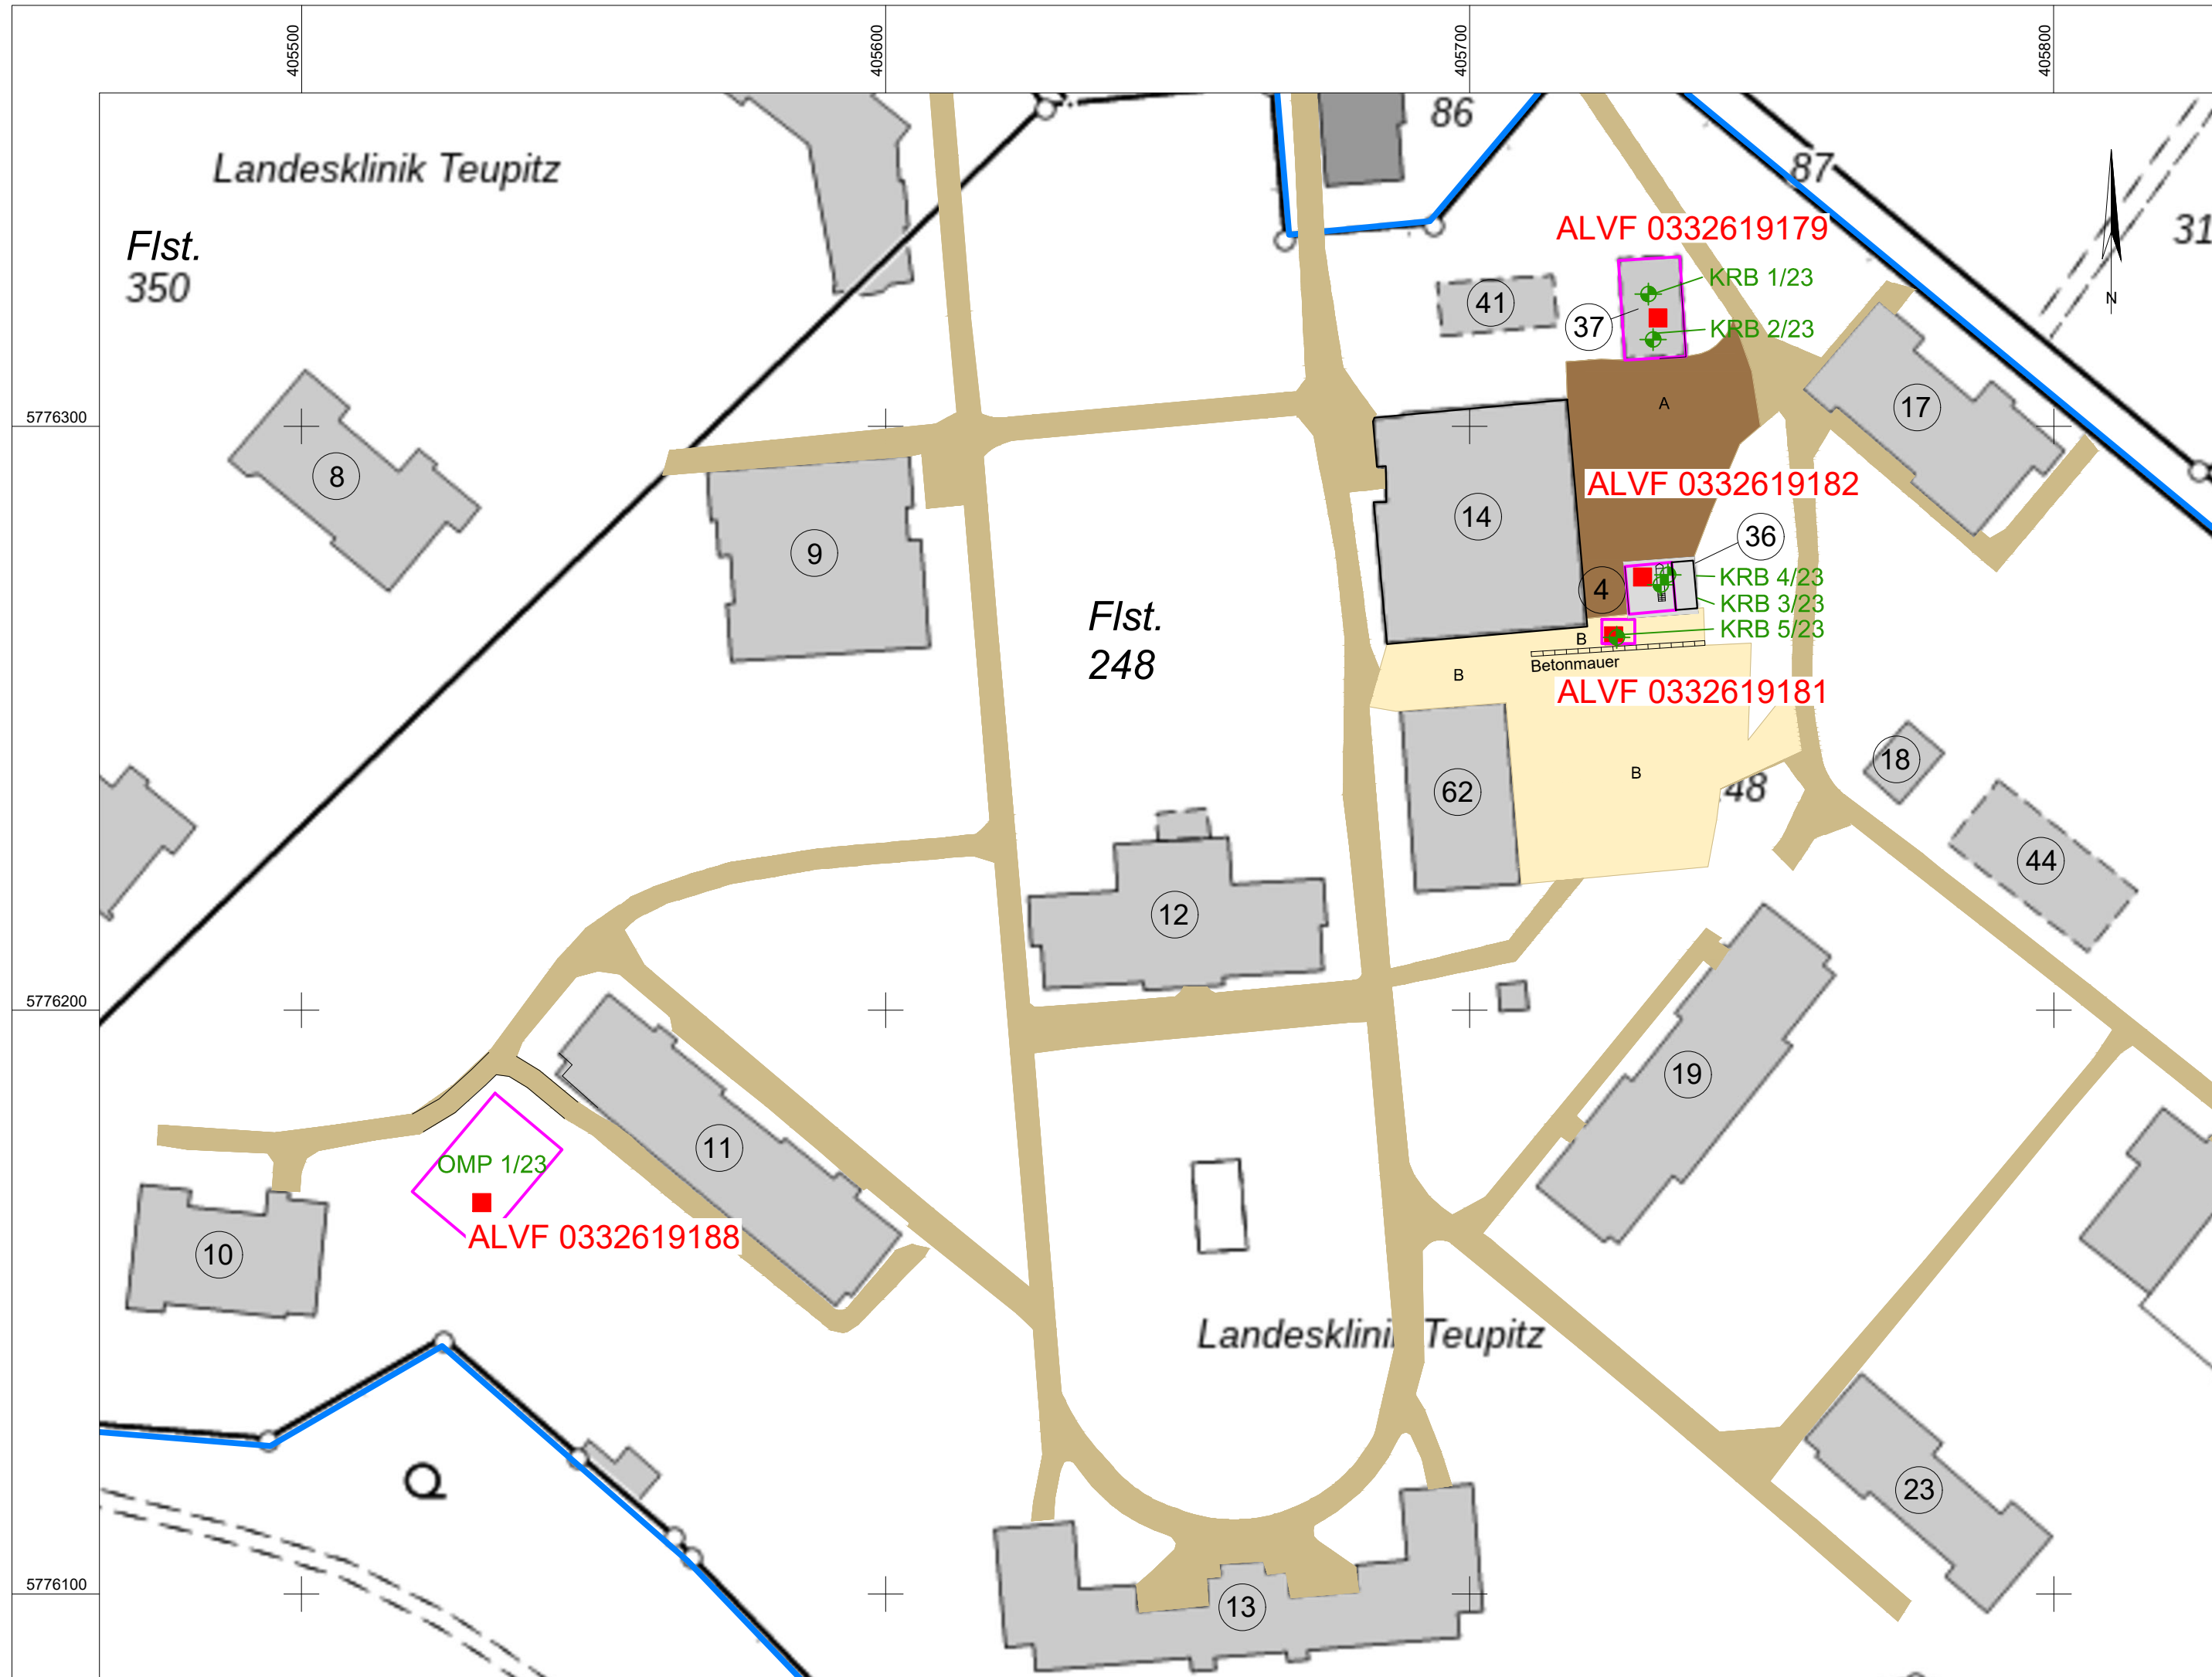 405500
405600
405700
405800
86
87
Landesklinik Teupitz
ALVF 0332619179
31
Flst.
350
KRB 1/23
41
37
KRB 2/23
N
A
17
5776300
8
ALVF 0332619182
14
36
9
4
KRB 4/23
KRB 3/23
Flst.
248
KRB 5/23
B
Betonmauer
B
ALVF 0332619181
18
B
62
48
44
12
5776200
19
11
OMP 1/23
ALVF 0332619188
10
Landesklinik Teupitz
Q
23
5776100
13